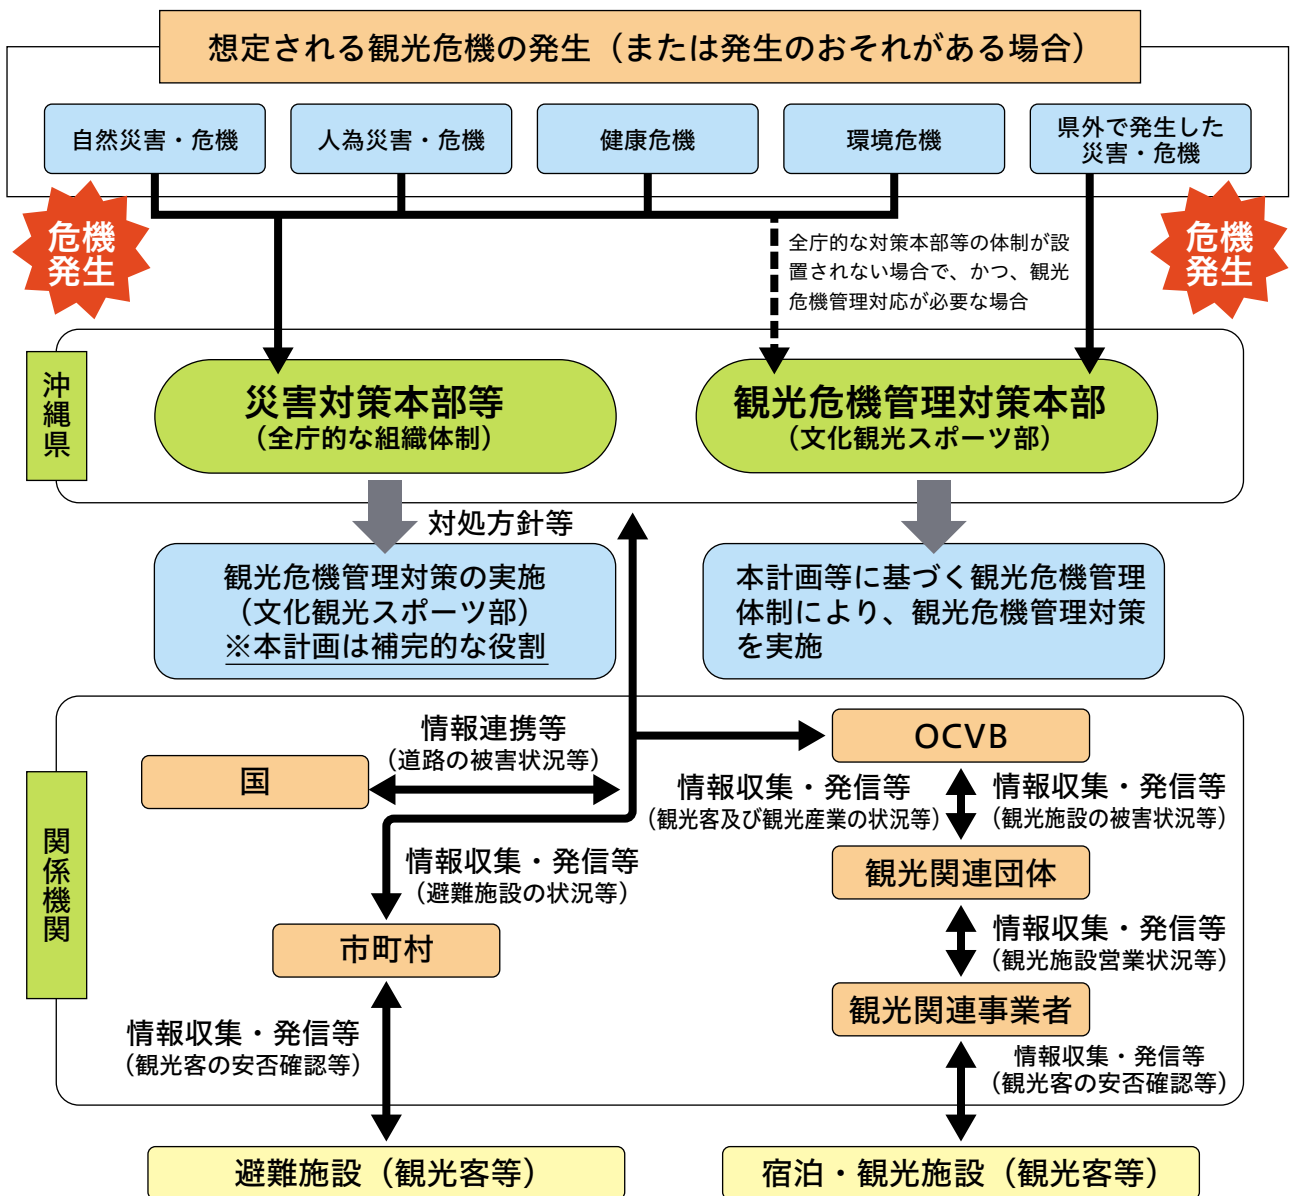 想定される観光危機の発生（または発生のおそれがある場合）
自然災害・危機
人為災害・危機
健康危機
環境危機
県外で発生した
災害・危機
危機
発生
全庁的な対策本部等の体制が設
置されない場合で、かつ、観光
危機管理対応が必要な場合
危機
発生
沖縄県
災害対策本部等
（全庁的な組織体制）
観光危機管理対策本部
（文化観光スポーツ部）
対処方針等
観光危機管理対策の実施
（文化観光スポーツ部）
※本計画は補完的な役割
本計画等に基づく観光危機管理
体制により、観光危機管理対策
を実施
関係機関
情報連携等
（道路の被害状況等）
国
OCVB
情報収集・発信等
（観光客及び観光産業の状況等）
情報収集・発信等
（観光施設の被害状況等）
情報収集・発信等
（避難施設の状況等）
観光関連団体
市町村
情報収集・発信等
（観光施設営業状況等）
観光関連事業者
情報収集・発信等
（観光客の安否確認等）
情報収集・発信等
（観光客の安否確認等）
避難施設（観光客等）
宿泊・観光施設（観光客等）